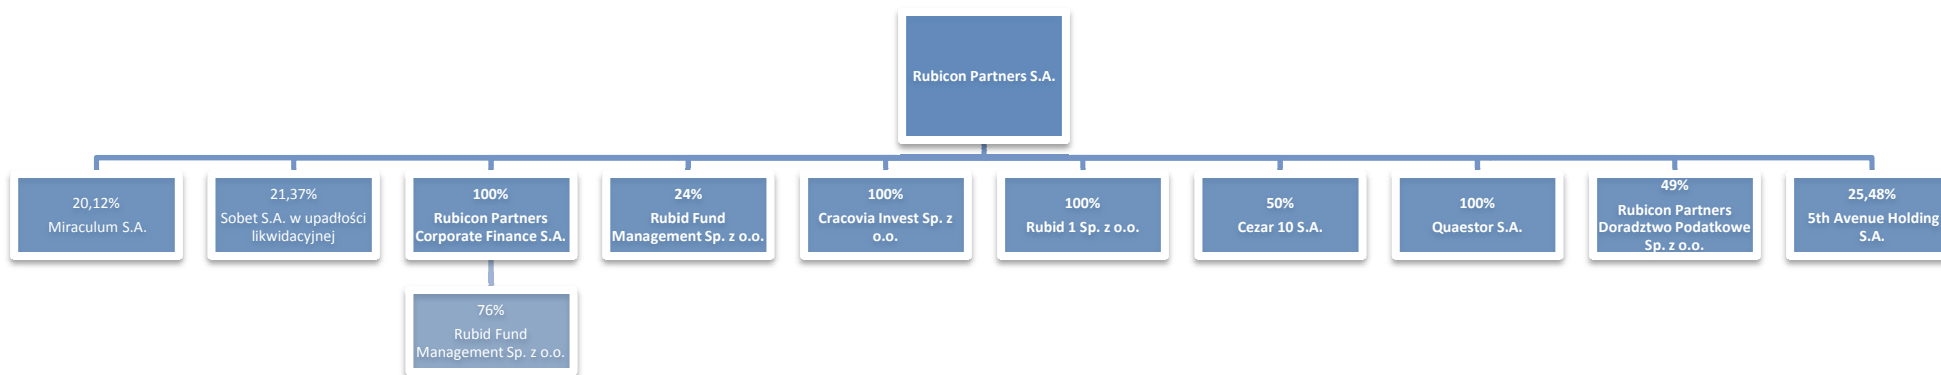 Rubicon Partners S.A.
20,12%
Miraculum S.A.
21,37%
Sobet S.A. w upadłości
likwidacyjnej
100%
Rubicon Partners
Corporate Finance S.A.
24%
Rubid Fund
Management Sp. z o.o.
100%
Cracovia Invest Sp. z
o.o.
100%
Rubid 1 Sp. z o.o.
50%
Cezar 10 S.A.
100%
Quaestor S.A.
49%
Rubicon Partners
Doradztwo Podatkowe
Sp. z o.o.
25,48%
5th Avenue Holding
S.A.
76%
Rubid Fund
Management Sp. z o.o.